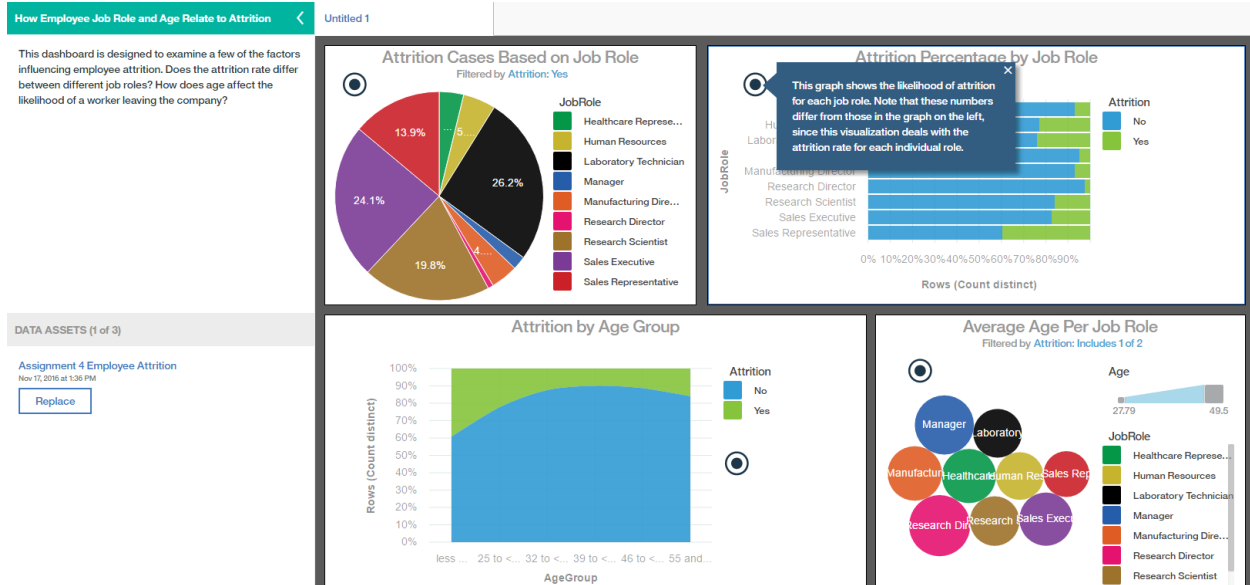 How Employee Job Role and Age Relate to Attrition
Untitled 1
This dashboard is designed to examine a few of the factors
influencing employee attrition. Does the attrition rate differ
between different job roles? How does age affect the
likelihood of a worker leaving the company?
DATA ASSETS (1 of 3)
Assignment 4 Employee Attrition
Nov 17, 2016 at 1:36 PM
Replace
Attrition Cases Based on Job Role
Filtered by Attrition: Yes
13.9%
...
5....
26.2%
24.1%
19.8%
4....
JobRole
Healthcare Represe...
Human Resources
Laboratory Technician
Manager
Manufacturing Dire...
Research Director
Research Scientist
Sales Executive
Sales Representative
Attrition Percentage by Job Role
This graph shows the likelihood of attrition
for each job role. Note that these numbers
differ from those in the graph on the left,
since this visualization deals with the
attrition rate for each individual role.
Attrition
No
Yes
JobRole
Hu
Labor
Manufacturing Director
Research Director
Research Scientist
Sales Executive
Sales Representative
0% 10%20%30%40%50%60%70%80%90%
Rows (Count distinct)
Attrition by Age Group
Attrition
No
Yes
Rows (Count distinct)
100%
90%
80%
70%
60%
50%
40%
30%
20%
10%
0%
less ... 25 to <... 32 to <... 39 to <... 46 to <... 55 and...
AgeGroup
Average Age Per Job Role
Filtered by Attrition: Includes 1 of 2
Age
27.79 49.5
Manager
Laboratory
Manufactur
Healthcare
Human Res
Sales Rep
Research Dir
Research
Sales Exec
JobRole
Healthcare Represe...
Human Resources
Laboratory Technician
Manager
Manufacturing Dire...
Research Director
Research Scientist